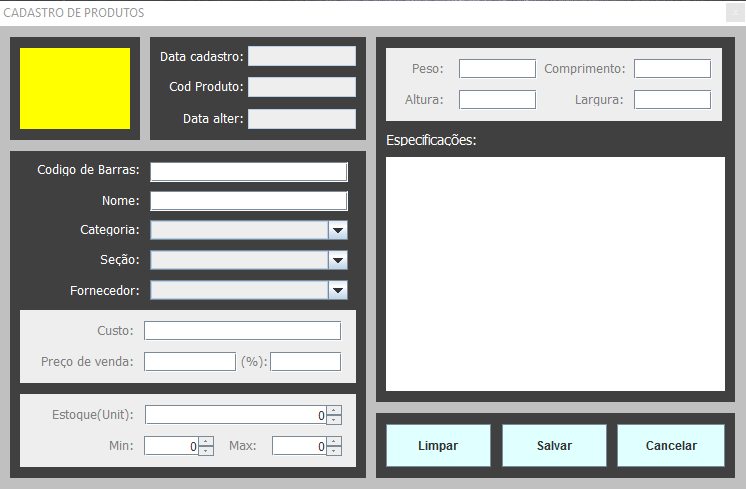 CADASTRO DE PRODUTOS
Data cadastro:
Cod Produto:
Data alter:
Codigo de Barras:
Nome:
Categoria:
Seção:
Fornecedor:
Custo:
Preço de venda: (%):
Estoque(Unit): 0
Min: 0 Max: 0
Peso: Comprimento:
Altura: Largura:
Especificações:
Limpar Salvar Cancelar